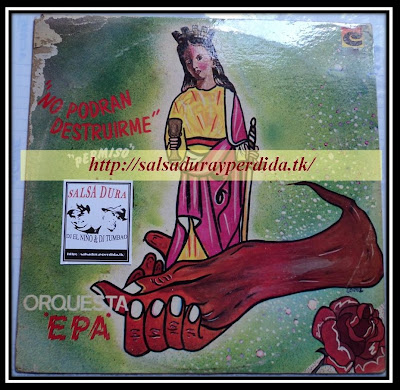 "NO PODRAN
DESTRUIRME"
"PERMISO"
http://salsadurayperdida.tk/
SALSA DURA
DJ EL NIÑO & DJ TUMBAO
ORQUESTA
"EPA"